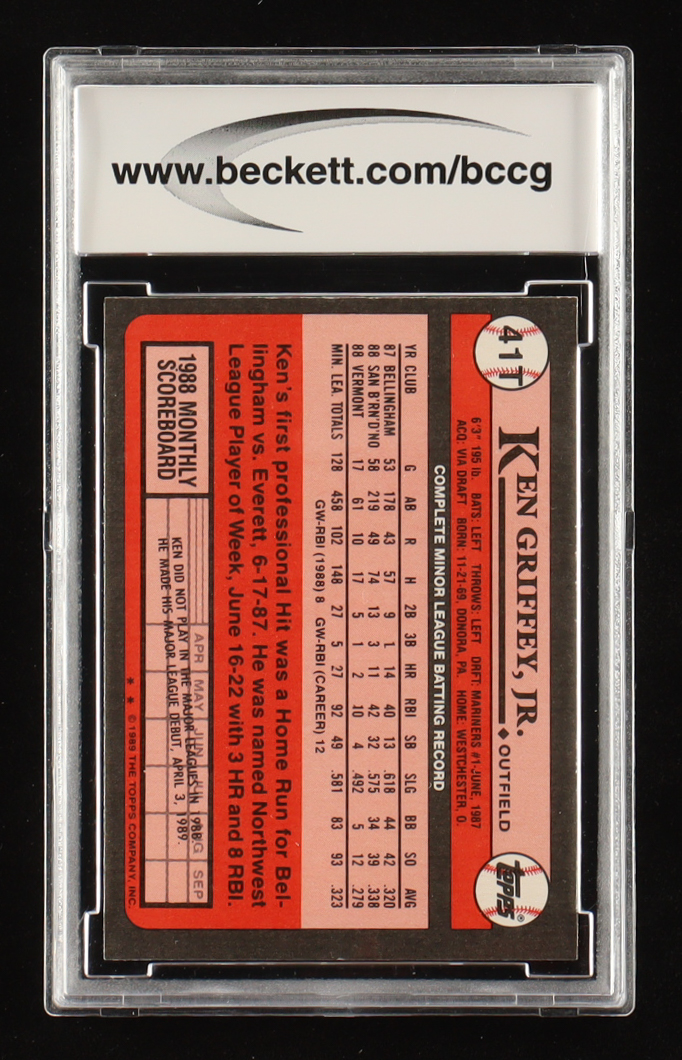 www.beckett.com/bccg
41T
KEN GRIFFEY, JR. ◆ OUTFIELD
TOPPS®
6'3" 195 lb. BATS: LEFT THROWS: LEFT DRFT: MARINERS #1-JUNE, 1987
ACQ: VIA DRAFT BORN: 11-21-69, DONORA, PA. HOME: WESTCHESTER, O.
COMPLETE MINOR LEAGUE BATTING RECORD
YR CLUB G AB R H 2B 3B HR RBI SB SLG BB SO AVG
87 BELLINGHAM 53 178 43 57 9 1 14 40 13 .618 44 42 .320
88 SAN B'RN'D'NO 58 219 49 74 13 3 11 42 32 .575 34 39 .338
88 VERMONT 17 61 10 17 5 1 2 10 4 .492 5 12 .279
MIN. LEA. TOTALS 128 458 102 148 27 5 27 92 49 .581 83 93 .323
GW-RBI (1988) 8 GW-RBI (CAREER) 12
Ken's first professional Hit was a Home Run for Bel-
lingham vs. Everett, 6-17-87. He was named Northwest
League Player of Week, June 16-22 with 3 HR and 8 RBI.
1988 MONTHLY
SCOREBOARD
APR MAY JUN JUL AUG SEP
KEN DID NOT PLAY IN THE MAJOR LEAGUES IN 1988.
HE MADE HIS MAJOR LEAGUE DEBUT, APRIL 3, 1989.
* * © 1989 THE TOPPS COMPANY, INC.